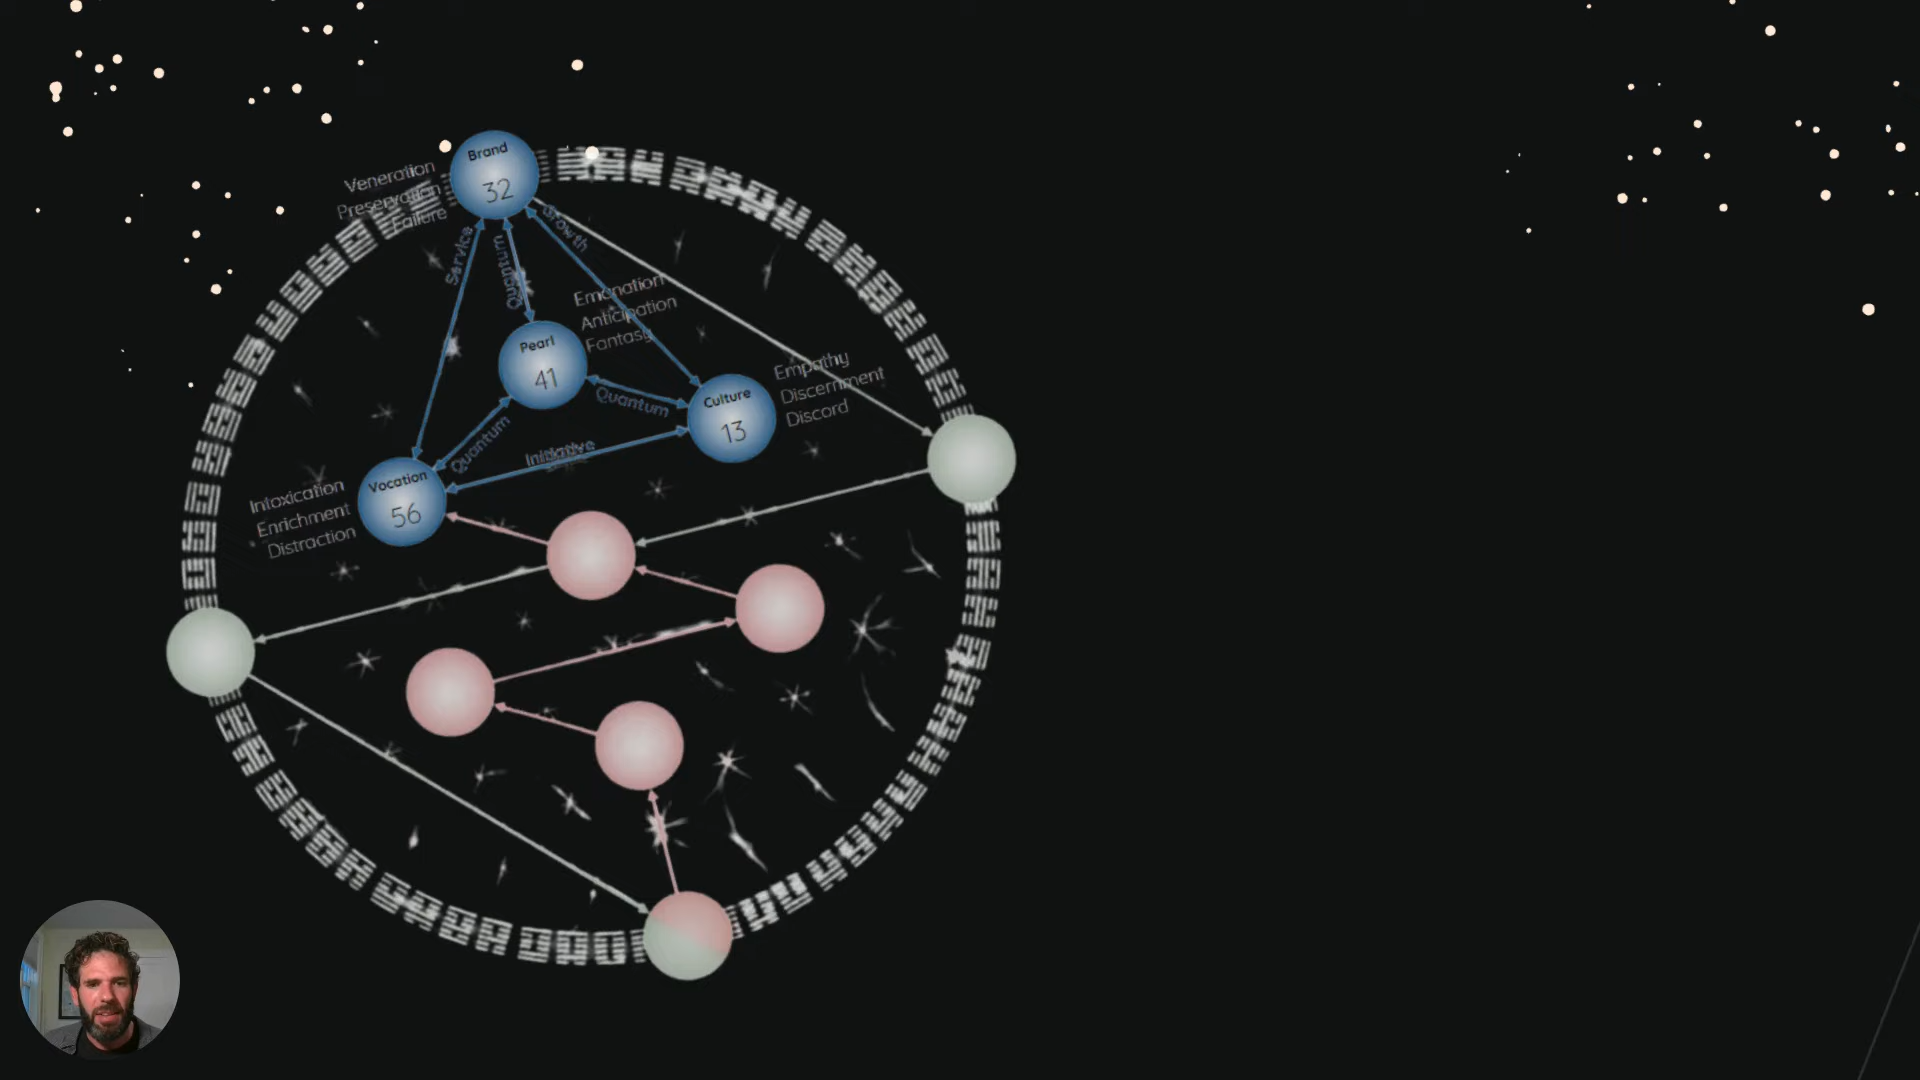 Brand
32
Veneration
Preservation
Failure
Service
Quantum
Growth
Emanation
Anticipation
Fantasy
Pearl
41
Empathy
Discernment
Discord
Culture
13
Quantum
Quantum
Initiative
Vocation
56
Intoxication
Enrichment
Distraction